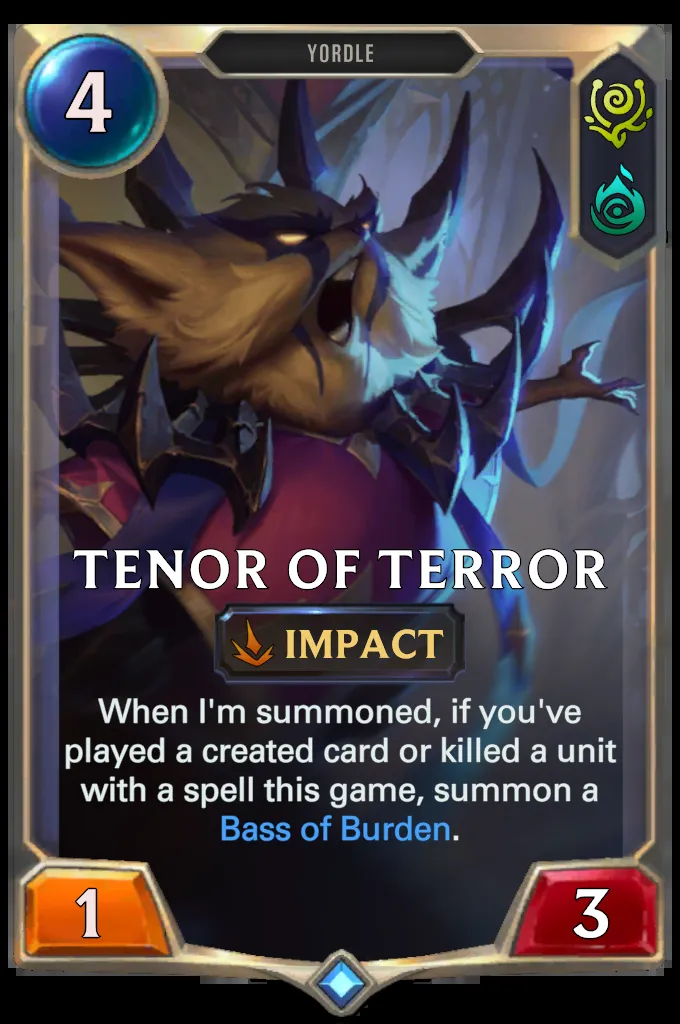 YORDLE
4
TENOR OF TERROR
IMPACT
When I'm summoned, if you've
played a created card or killed a unit
with a spell this game, summon a
Bass of Burden.
1
3